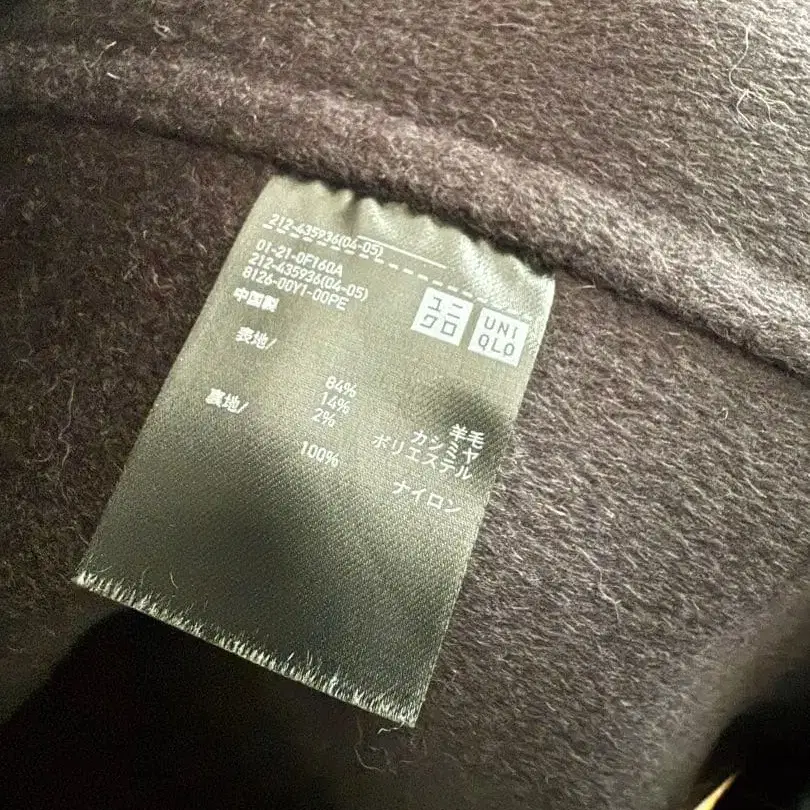 212-435936(04-05)
01-21-0F160A
212-435936(04-05)
8126-00Y1-00PE
中国製
ユニ
クロ
UNI
QLO
表地/
84% 羊毛
14% カシミヤ
2% ポリエステル
裏地/
100% ナイロン